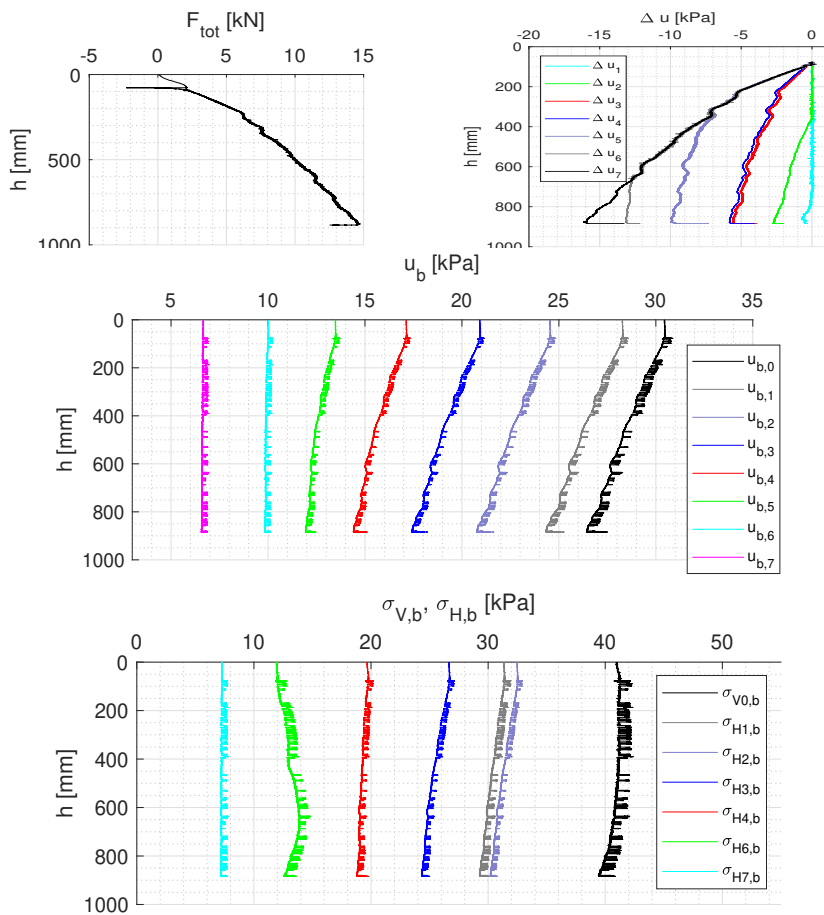 F_tot [kN]
-5 0 5 10 15
0
500
1000
h [mm]
Δ u [kPa]
-20 -15 -10 -5 0
0
200
400
600
800
1000
h [mm]
Δ u_1
Δ u_2
Δ u_3
Δ u_4
Δ u_5
Δ u_6
Δ u_7
u_b [kPa]
5 10 15 20 25 30 35
0
200
400
600
800
1000
h [mm]
u_b,0
u_b,1
u_b,2
u_b,3
u_b,4
u_b,5
u_b,6
u_b,7
σ_V,b, σ_H,b [kPa]
0 10 20 30 40 50
0
200
400
600
800
1000
h [mm]
σ_V0,b
σ_H1,b
σ_H2,b
σ_H3,b
σ_H4,b
σ_H6,b
σ_H7,b